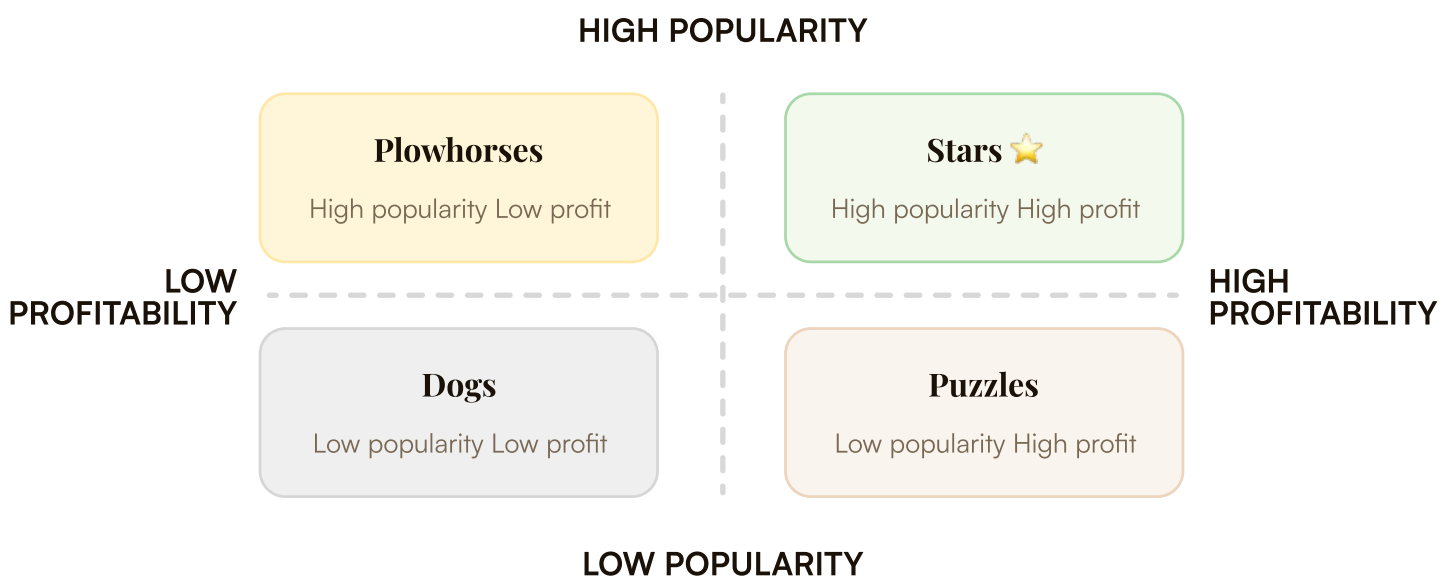 HIGH POPULARITY
Plowhorses
High popularity Low profit
Stars ⭐
High popularity High profit
LOW
PROFITABILITY
HIGH
PROFITABILITY
Dogs
Low popularity Low profit
Puzzles
Low popularity High profit
LOW POPULARITY